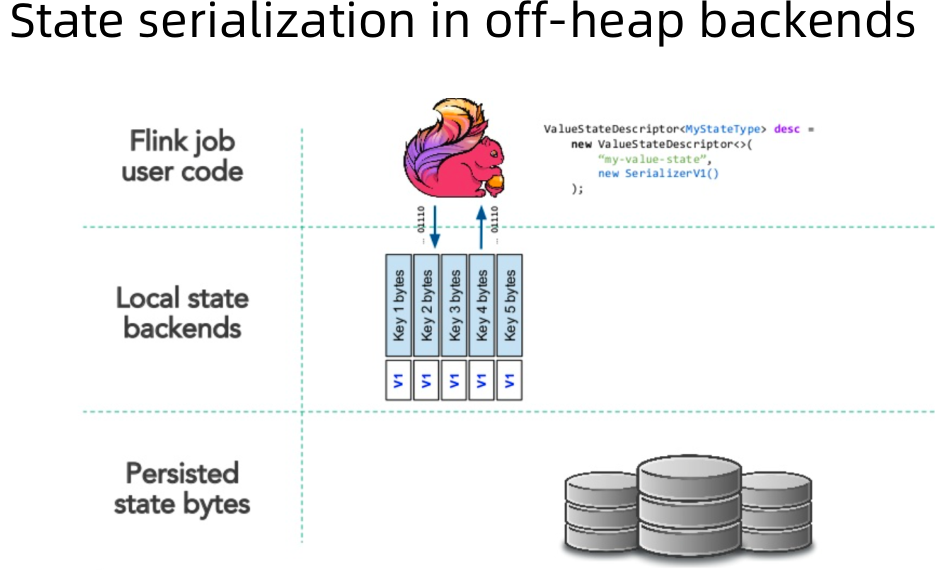 State serialization in off-heap backends
Flink job
user code
ValueStateDescriptor<MyStateType> desc =
new ValueStateDescriptor<>(
“my-value-state”,
new SerializerV1()
);
... 01110
... 01110
Local state
backends
Key 1 bytes
Key 2 bytes
Key 3 bytes
Key 4 bytes
Key 5 bytes
V1
V1
V1
V1
V1
Persisted
state bytes